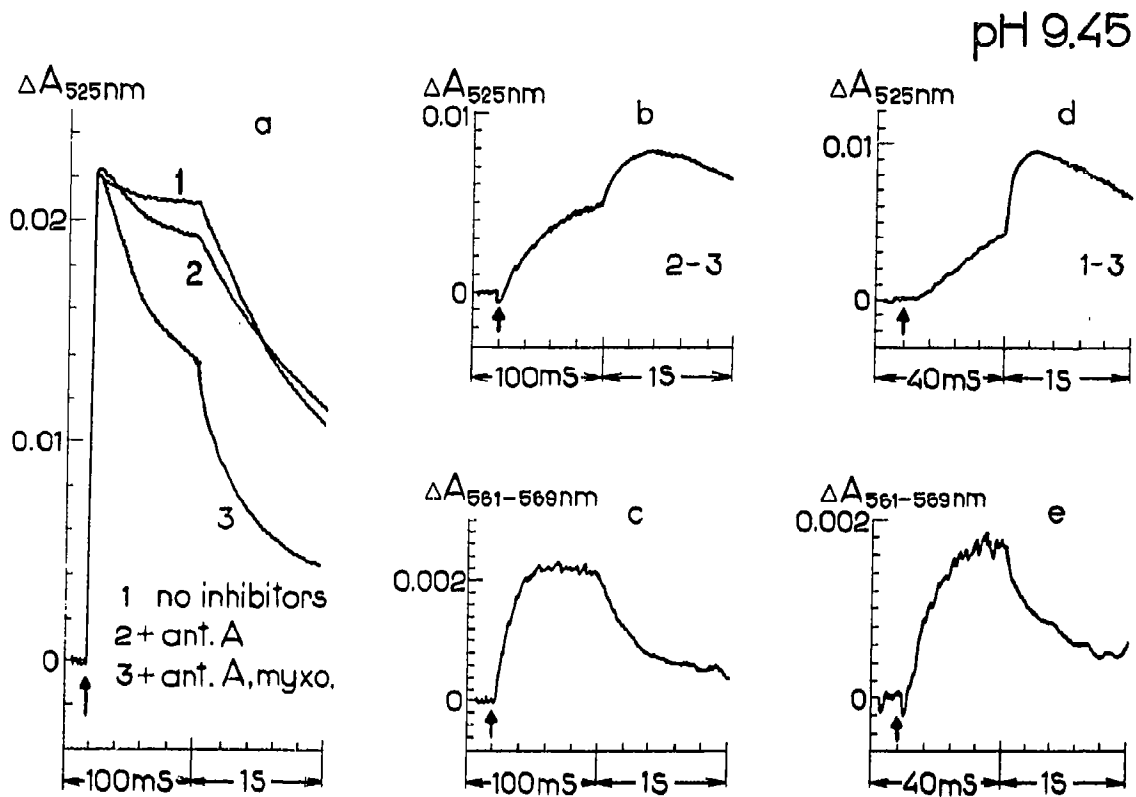 pH 9.45
ΔA525nm
a
0.02
0.01
0
1
2
3
1 no inhibitors
2 + ant. A
3 + ant. A, myxo.
100ms
1s
ΔA525nm
b
0.01
0
2-3
100ms
1s
ΔA525nm
d
0.01
0
1-3
40ms
1s
ΔA561-569nm
c
0.002
0
100ms
1s
ΔA561-569nm
e
0.002
0
40ms
1s